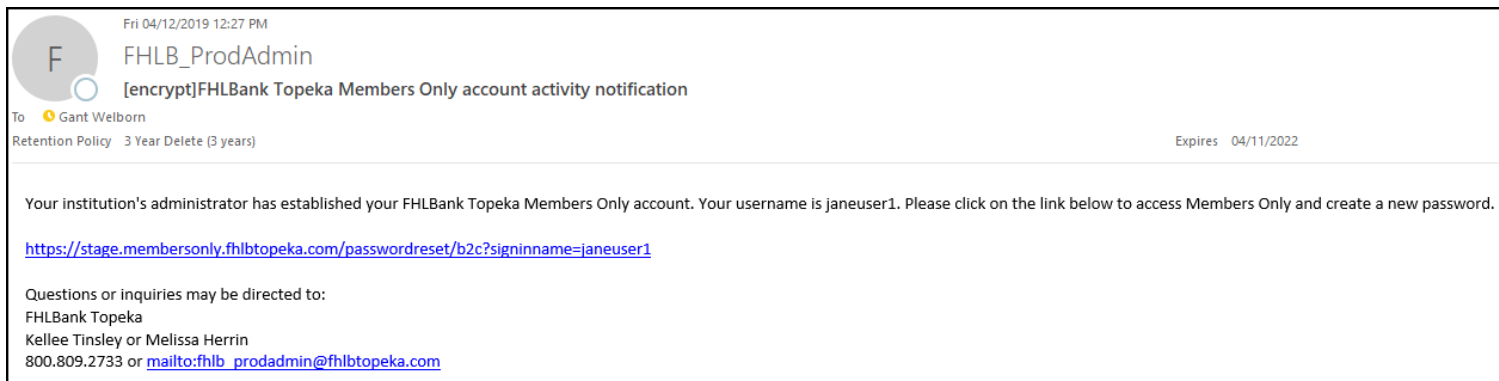 Fri 04/12/2019 12:27 PM
F
FHLB_ProdAdmin
[encrypt]FHLBank Topeka Members Only account activity notification
To Gant Welborn
Retention Policy 3 Year Delete (3 years) Expires 04/11/2022
Your institution's administrator has established your FHLBank Topeka Members Only account. Your username is janeuser1. Please click on the link below to access Members Only and create a new password.
https://stage.membersonly.fhlbtopeka.com/passwordreset/b2c?signinname=janeuser1
Questions or inquiries may be directed to:
FHLBank Topeka
Kellee Tinsley or Melissa Herrin
800.809.2733 or mailto:fhlb_prodadmin@fhlbtopeka.com